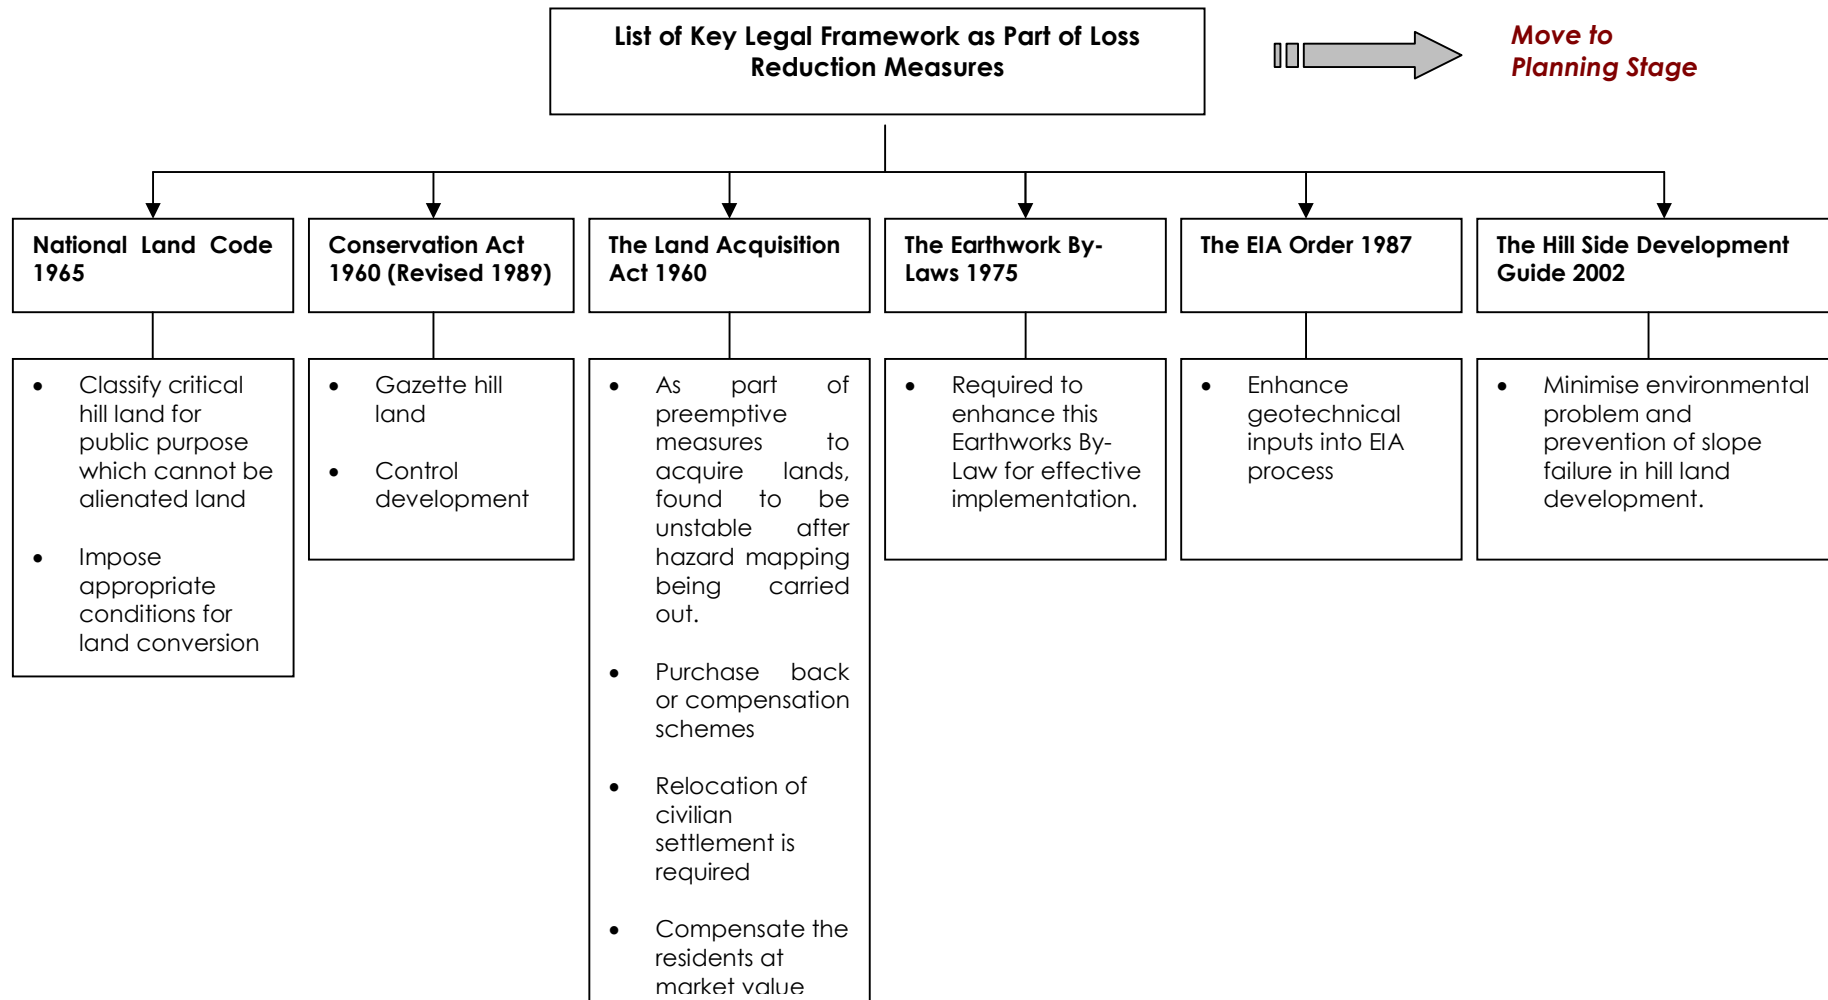 List of Key Legal Framework as Part of Loss
Reduction Measures
Move to
Planning Stage
National Land Code
1965
Conservation Act
1960 (Revised 1989)
The Land Acquisition
Act 1960
The Earthwork By-
Laws 1975
The EIA Order 1987
The Hill Side Development
Guide 2002
• Classify critical
hill land for
public purpose
which cannot be
alienated land
• Impose
appropriate
conditions for
land conversion
• Gazette hill
land
• Control
development
• As part of
preemptive
measures to
acquire lands,
found to be
unstable after
hazard mapping
being carried
out.
• Purchase back
or compensation
schemes
• Relocation of
civilian
settlement is
required
• Compensate the
residents at
market value
• Required to
enhance this
Earthworks By-
Law for effective
implementation.
• Enhance
geotechnical
inputs into EIA
process
• Minimise environmental
problem and
prevention of slope
failure in hill land
development.